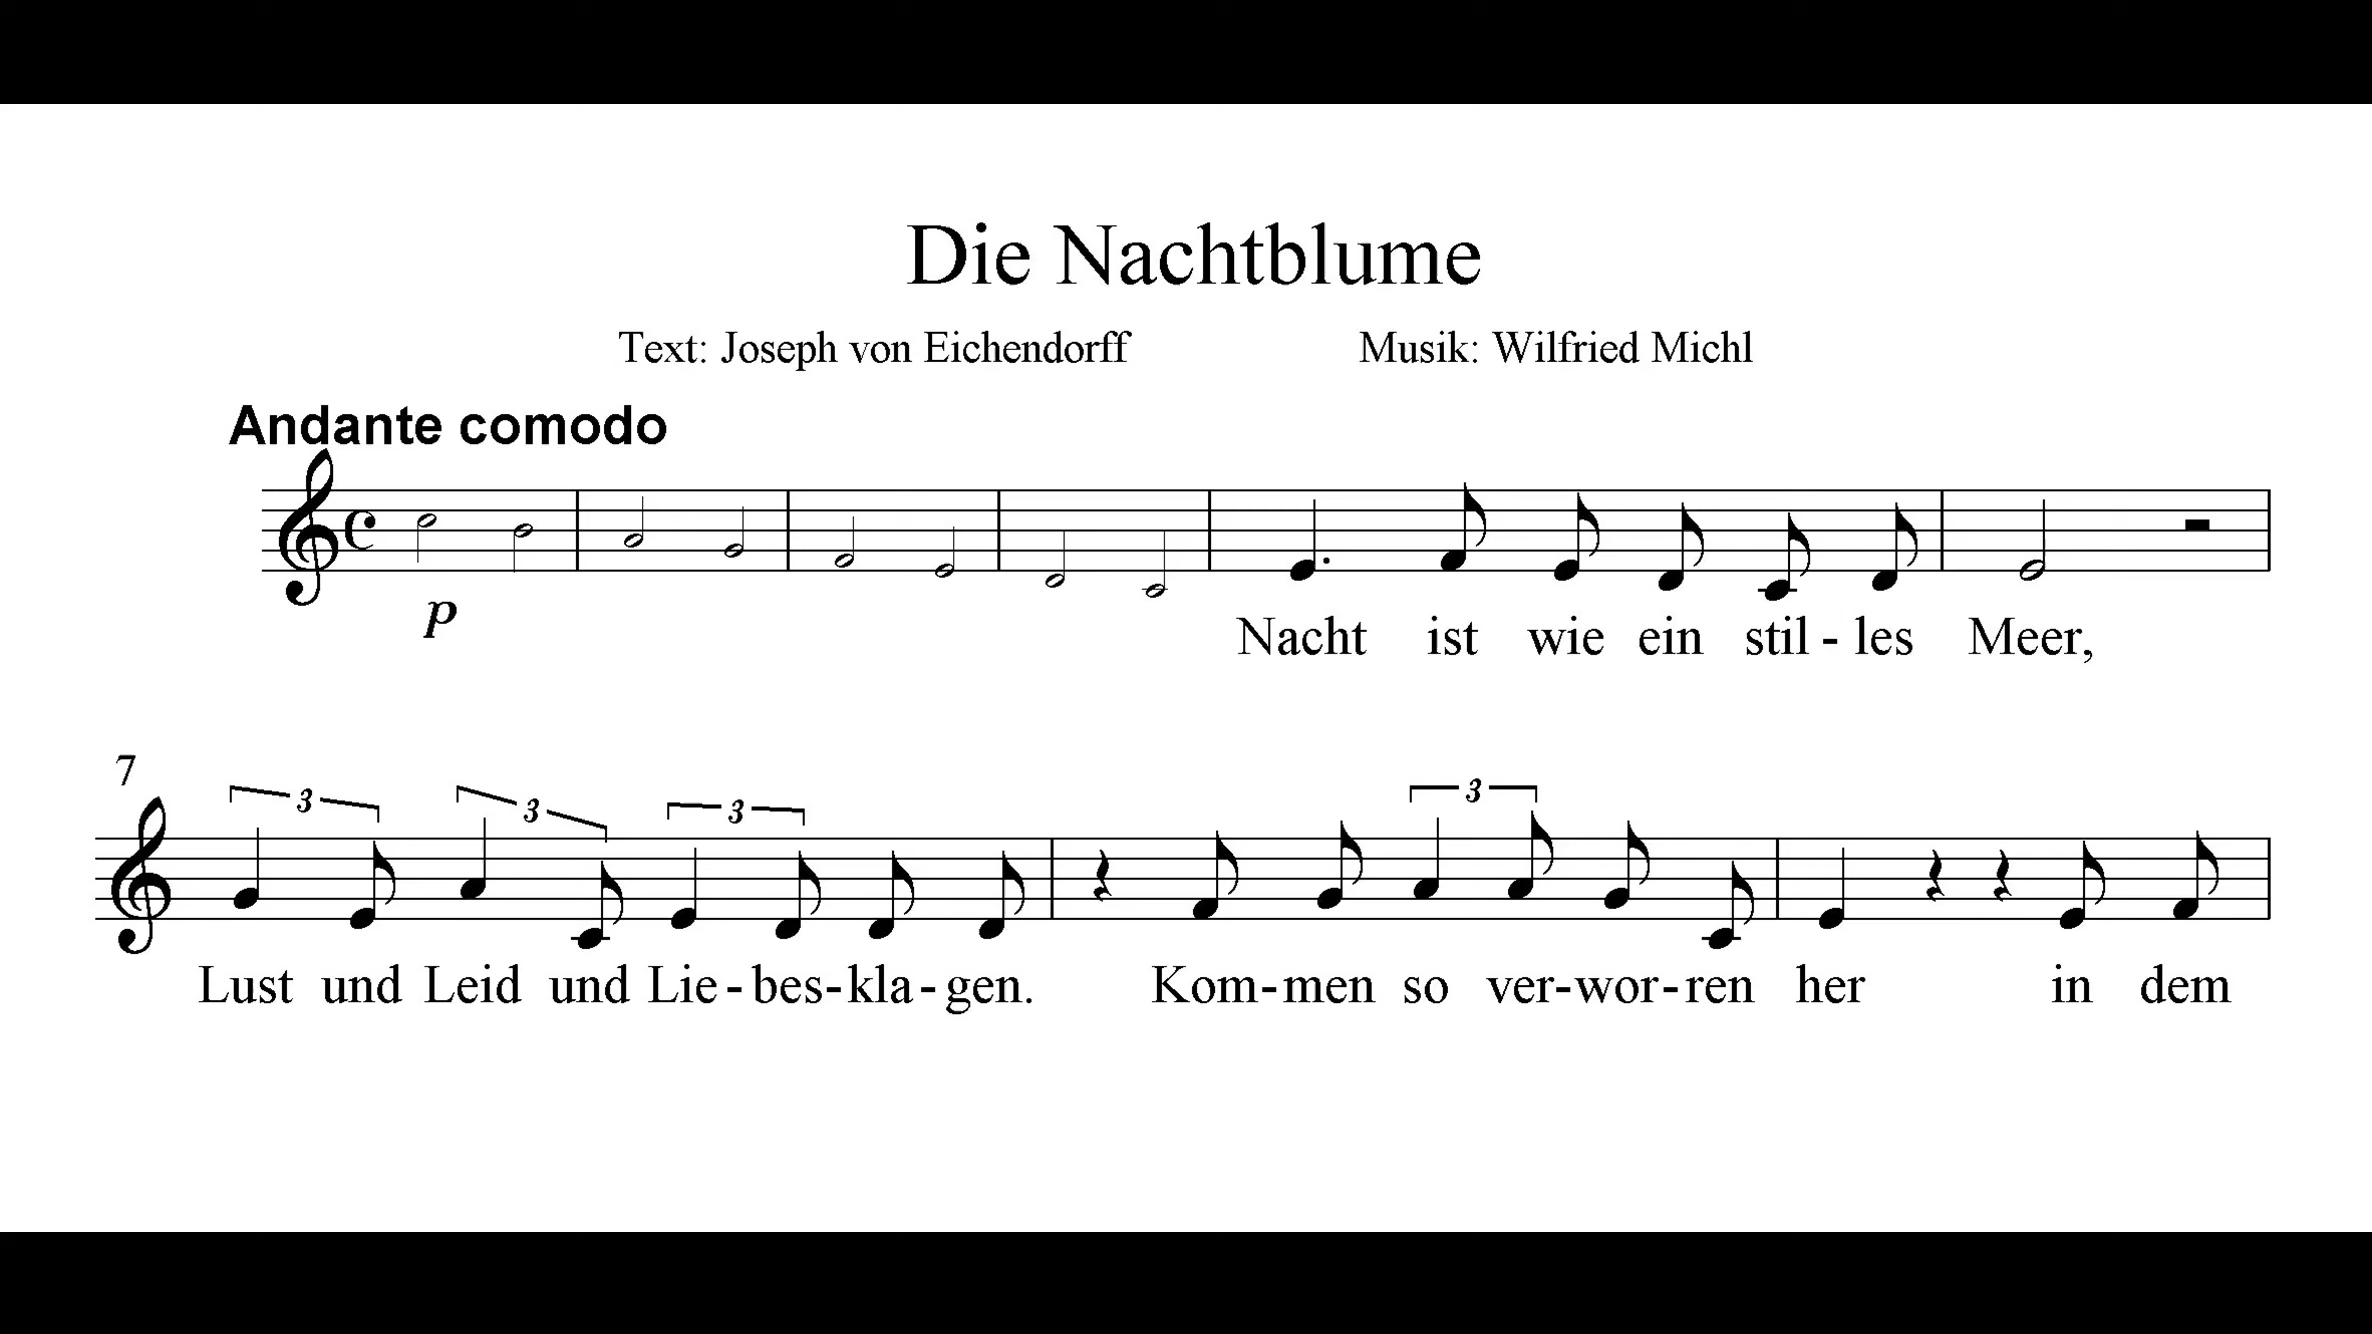 Die Nachtblume
Text: Joseph von Eichendorff Musik: Wilfried Michl
Andante comodo
p
Nacht ist wie ein stil - les Meer,
7
3 3 3 3
Lust und Leid und Lie - bes - kla - gen. Kom - men so ver - wor - ren her in dem